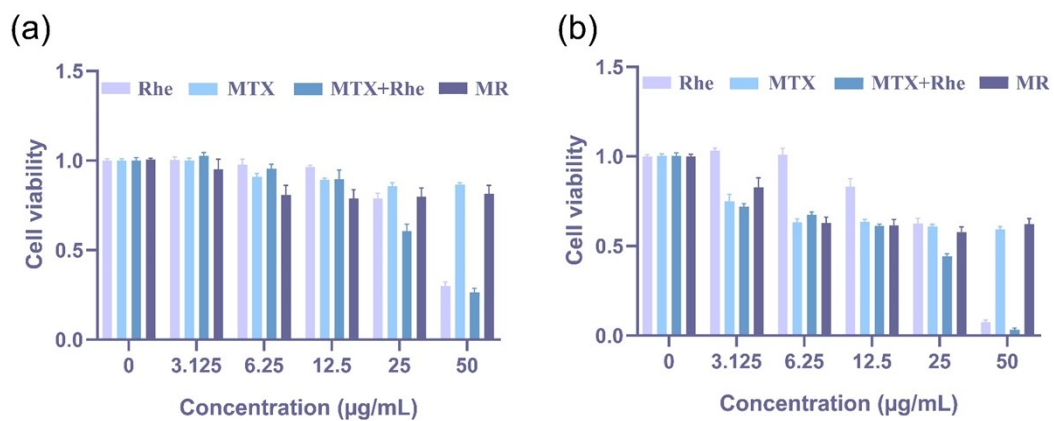 (a)
1.5
Rhe MTX MTX+Rhe MR
1.0
Cell viability
0.5
0.0
0 3.125 6.25 12.5 25 50
Concentration (µg/mL)
(b)
1.5
Rhe MTX MTX+Rhe MR
1.0
Cell viability
0.5
0.0
0 3.125 6.25 12.5 25 50
Concentration (µg/mL)